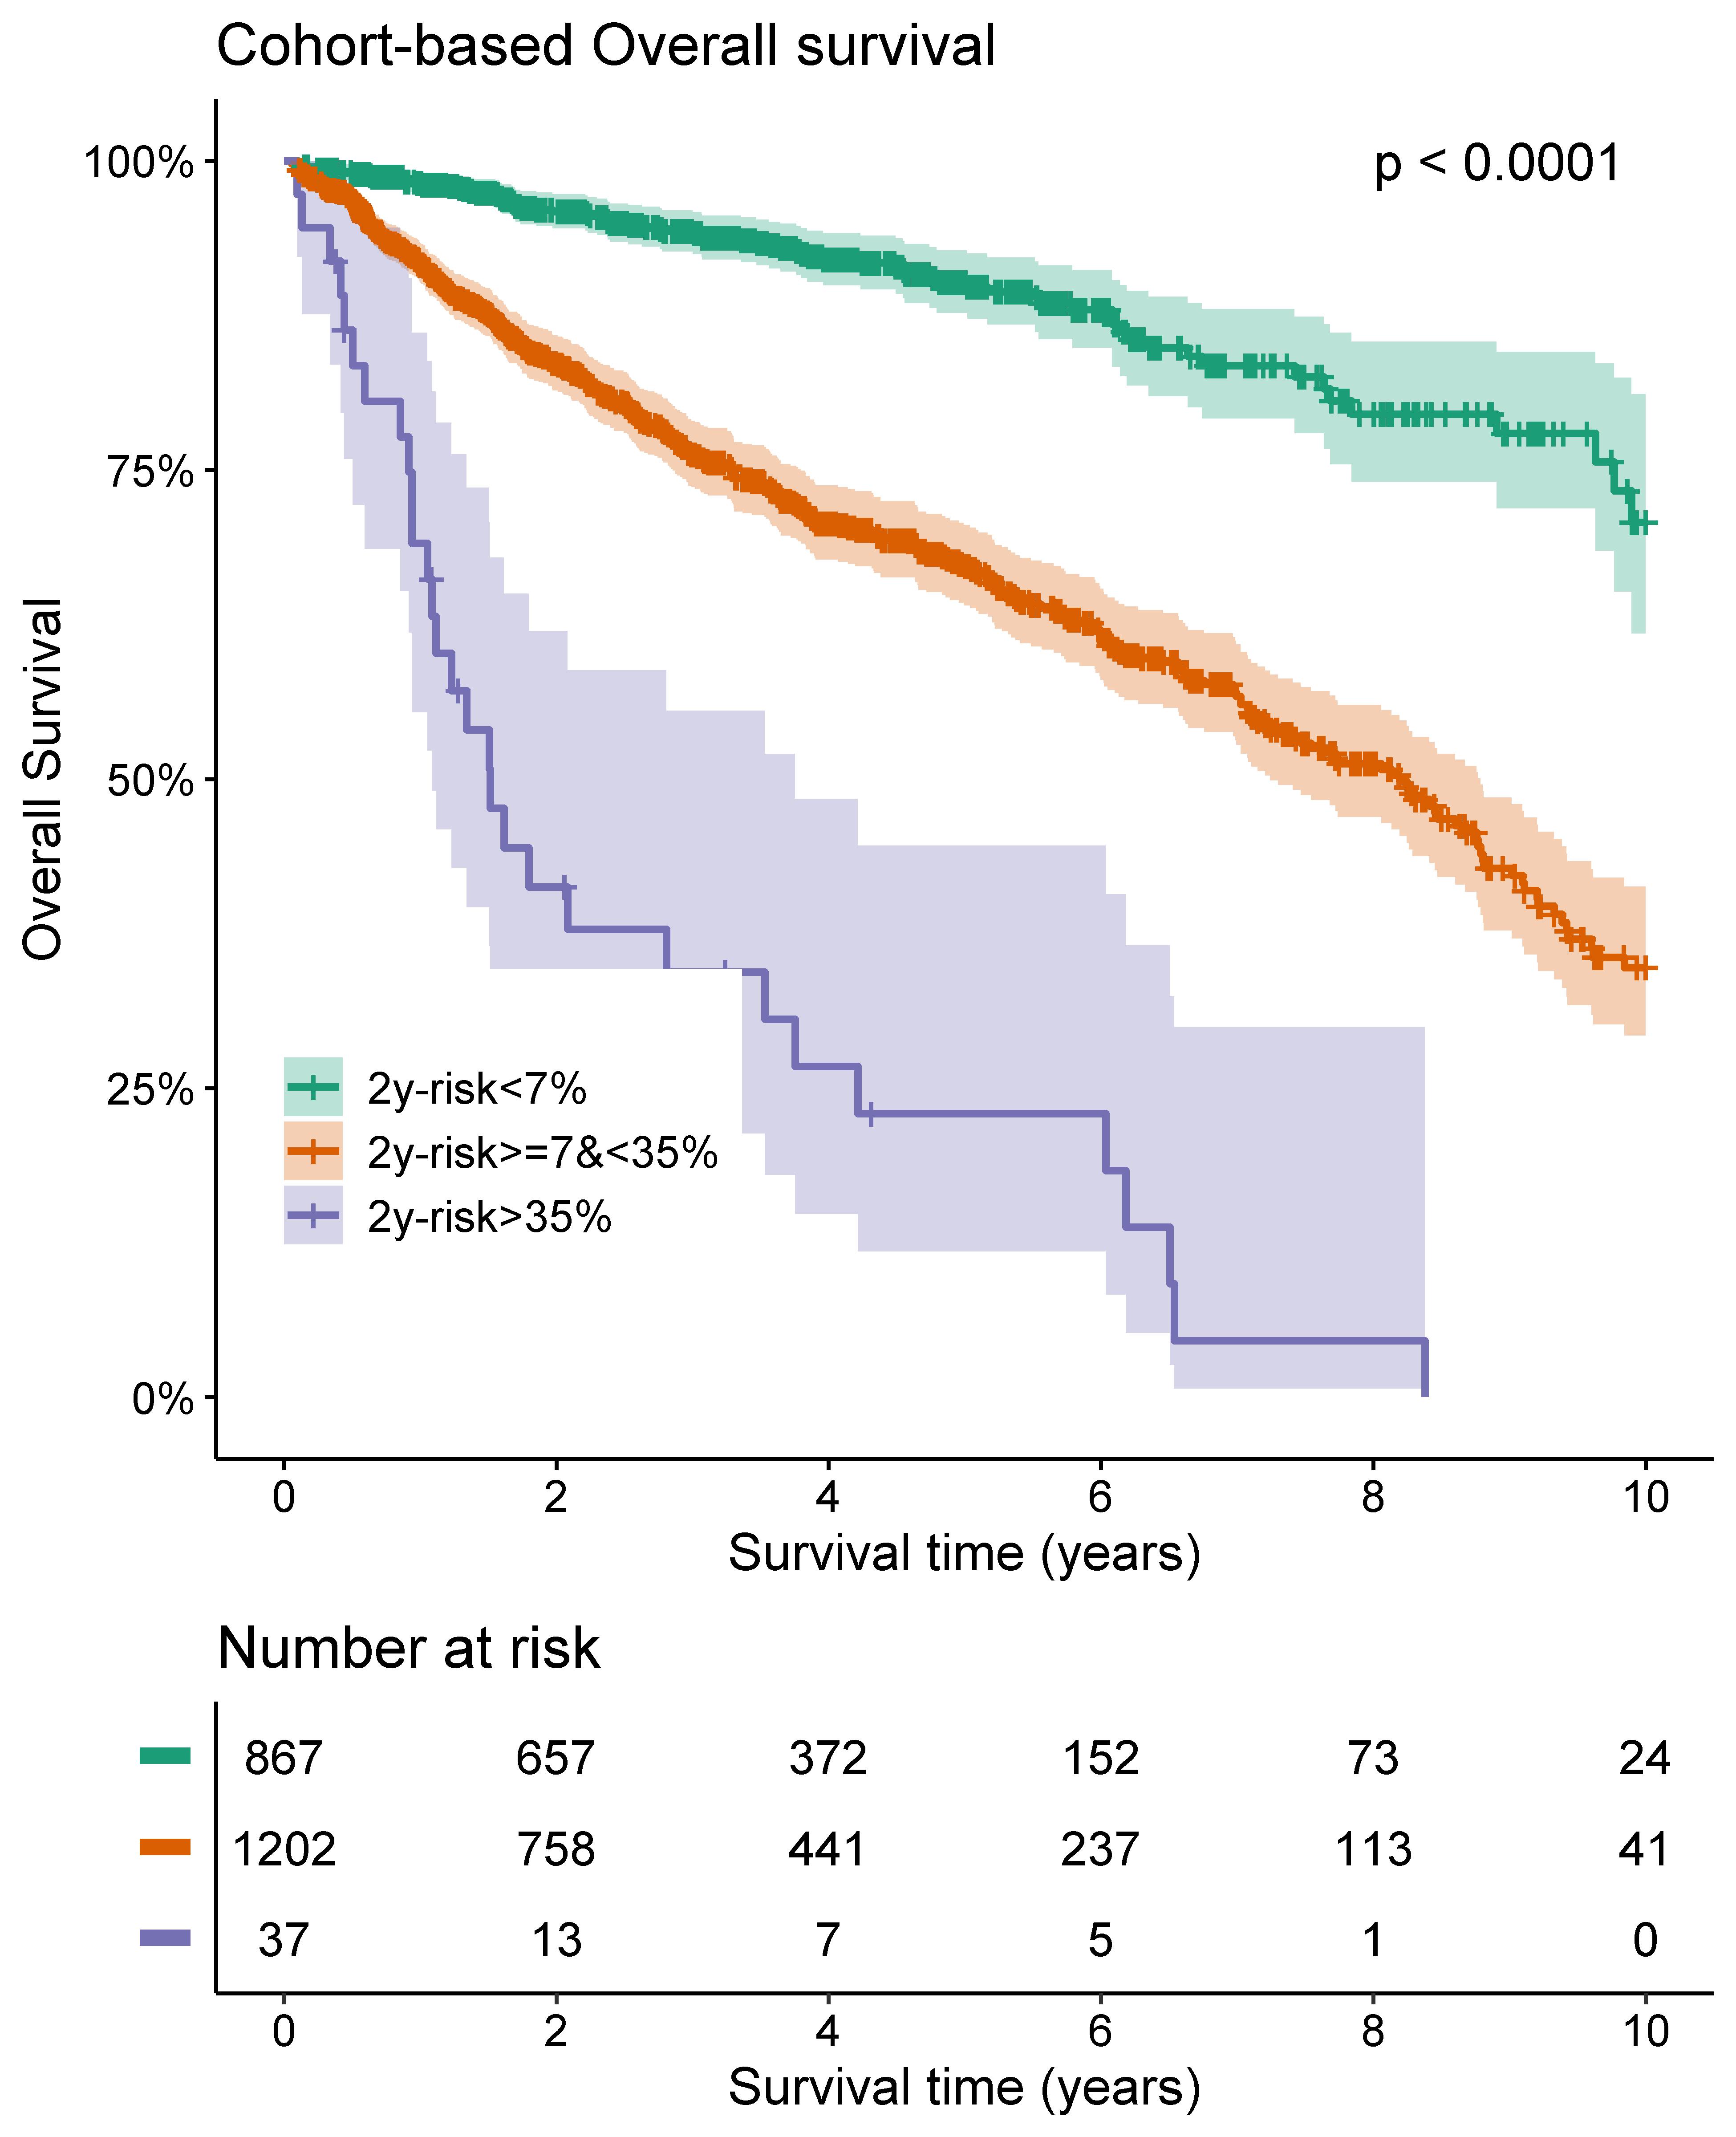 Cohort-based Overall survival
p < 0.0001
100%
75%
50%
25%
0%
Overall Survival
2y-risk<7%
2y-risk>=7&<35%
2y-risk>35%
0 2 4 6 8 10
Survival time (years)
Number at risk
867 657 372 152 73 24
1202 758 441 237 113 41
37 13 7 5 1 0
0 2 4 6 8 10
Survival time (years)